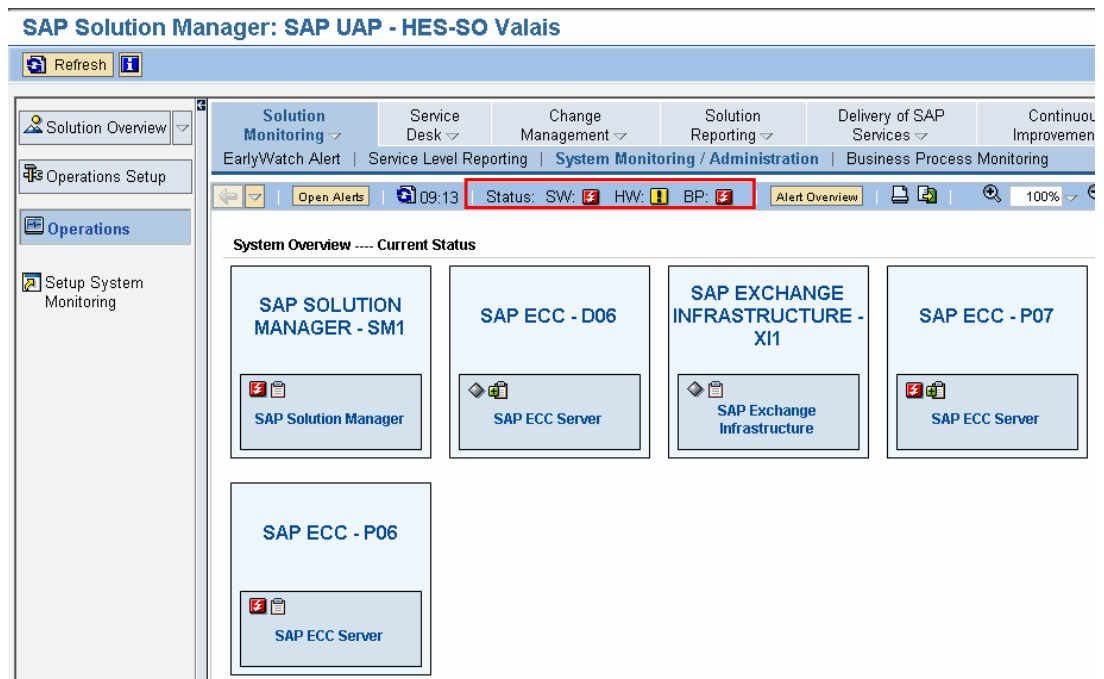 SAP Solution Manager: SAP UAP - HES-SO Valais
Refresh
Solution Overview
Operations Setup
Operations
Setup System
Monitoring
Solution
Monitoring
Service
Desk
Change
Management
Solution
Reporting
Delivery of SAP
Services
Continuou
Improvemen
EarlyWatch Alert | Service Level Reporting | System Monitoring / Administration | Business Process Monitoring
Open Alerts 09:13 Status: SW: HW: BP: Alert Overview 100%
System Overview ---- Current Status
SAP SOLUTION
MANAGER - SM1
SAP Solution Manager
SAP ECC - D06
SAP ECC Server
SAP EXCHANGE
INFRASTRUCTURE -
XI1
SAP Exchange
Infrastructure
SAP ECC - P07
SAP ECC Server
SAP ECC - P06
SAP ECC Server